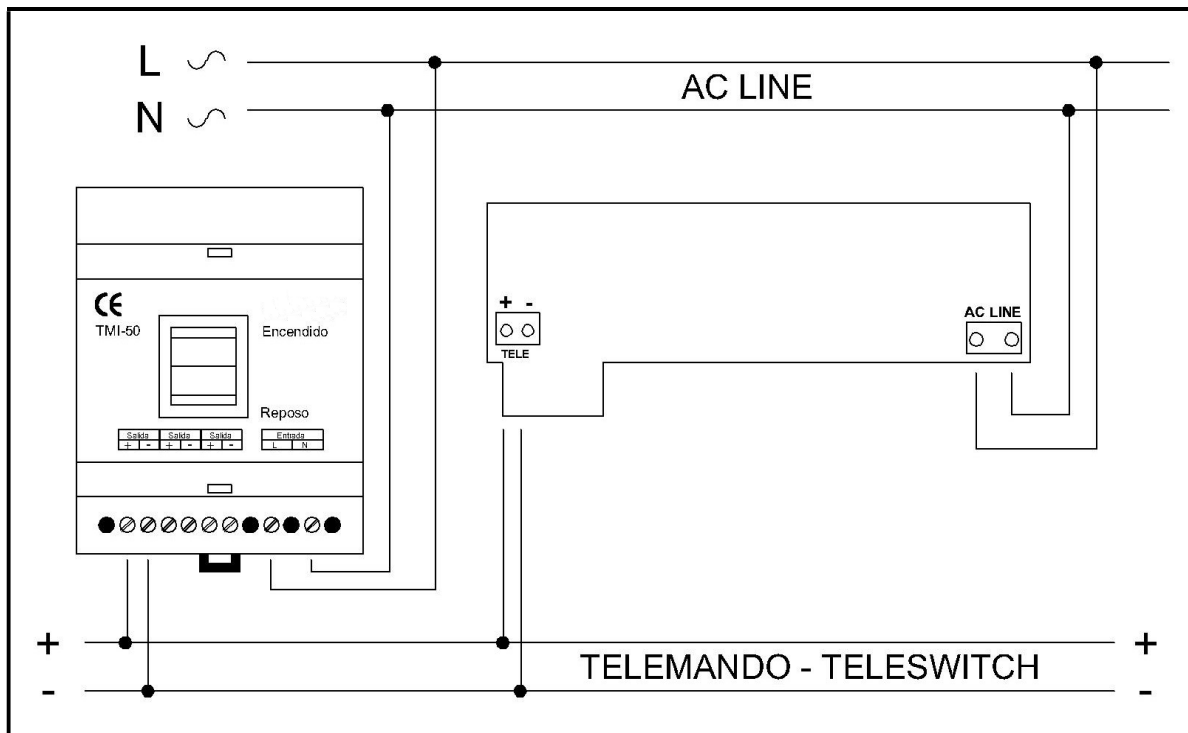 L
N
AC LINE
CE
TMI-50
Encendido
Reposo
Salida Salida Salida Entrada
+ - + - + - L N
+ -
TELE
AC LINE
+ +
TELEMANDO - TELESWITCH
- -